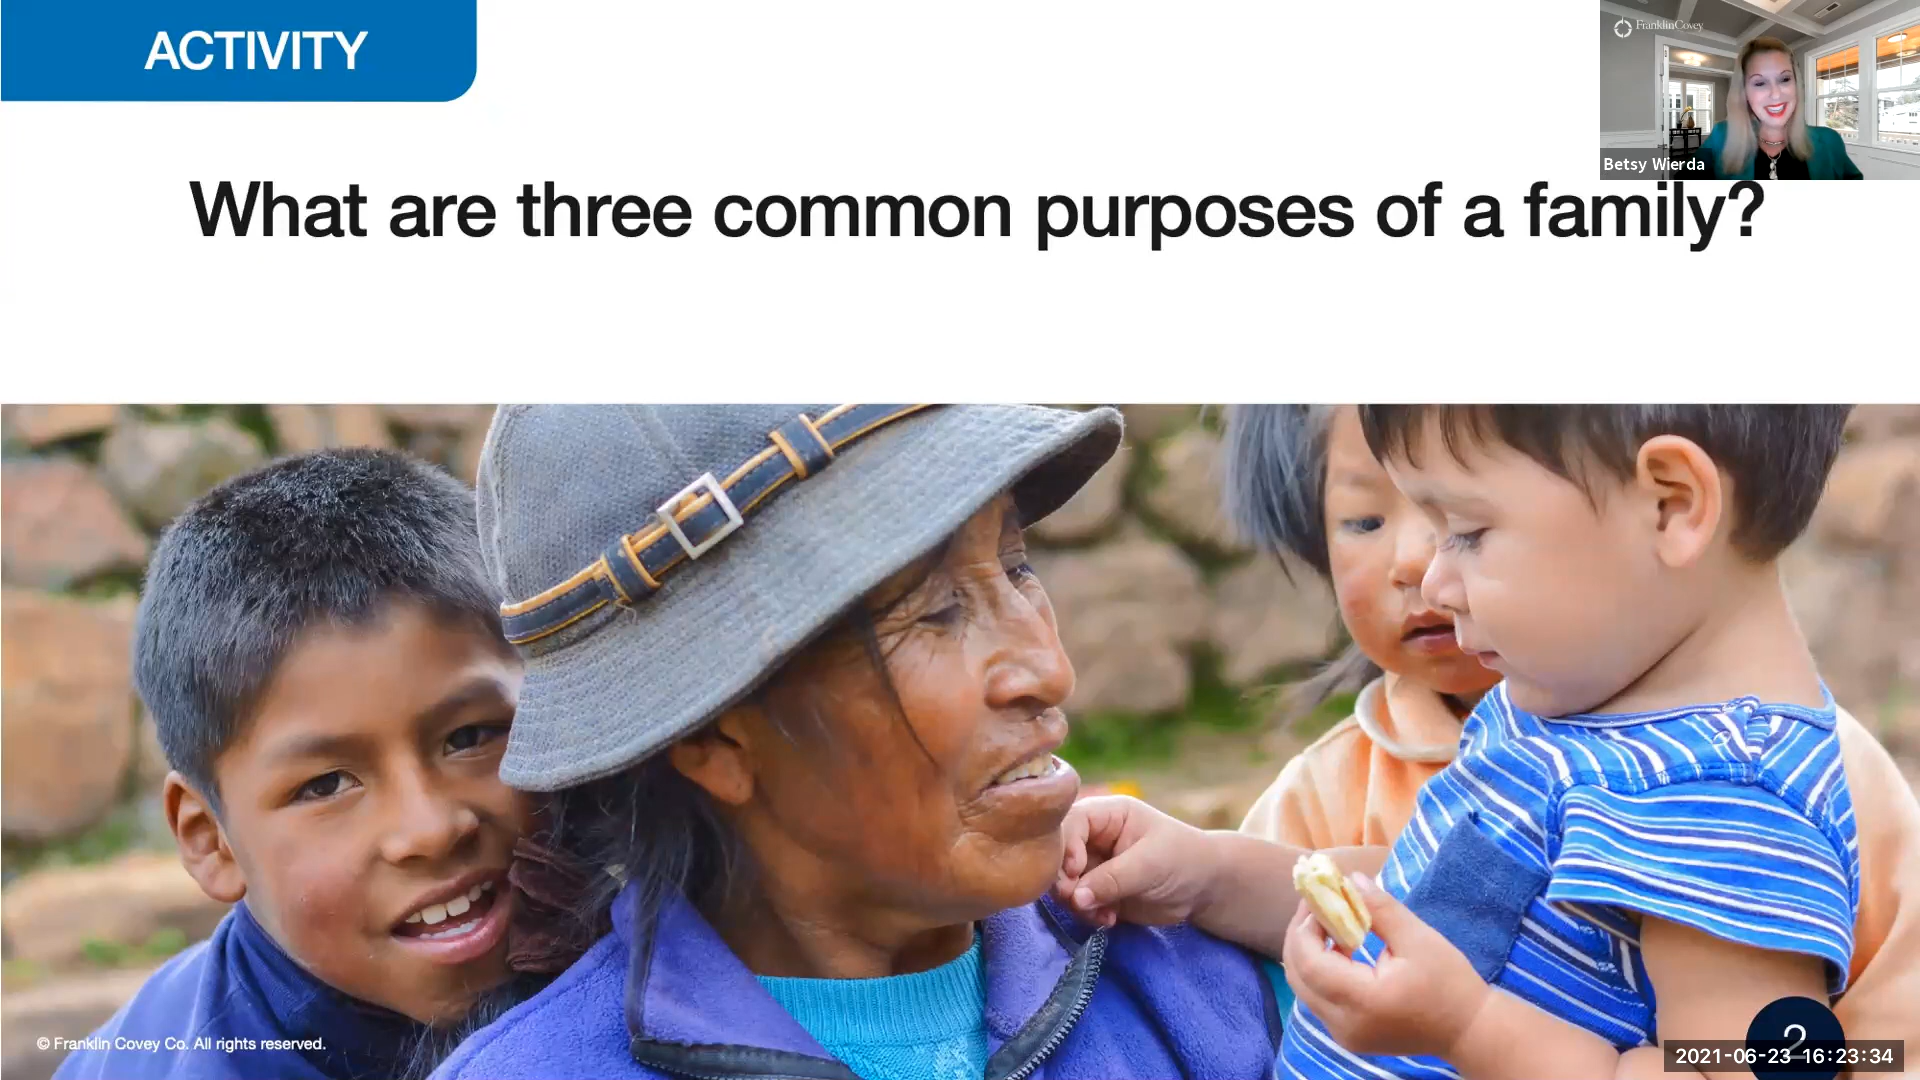 ACTIVITY
FranklinCovey
Betsy Wierda
What are three common purposes of a family?
© Franklin Covey Co. All rights reserved.
2
2021-06-23 16:23:34